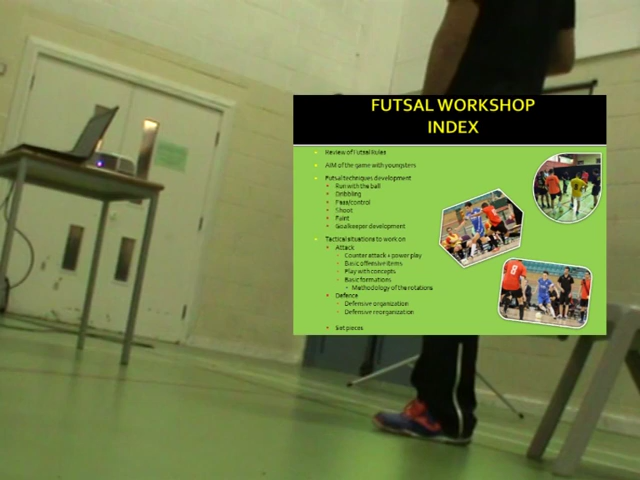 FUTSAL WORKSHOP
INDEX
Review of Futsal Rules
AIM of the game with youngsters
Futsal techniques development
Run with the ball
Dribbling
Pass/control
Shoot
Faint
Goalkeeper development
Tactical situations to work on
Attack
Counter attack + power play
Basic offensive items
Play with concepts
Basic formations
Methodology of the rotations
Defence
Defensive organization
Defensive reorganization
Set pieces
8